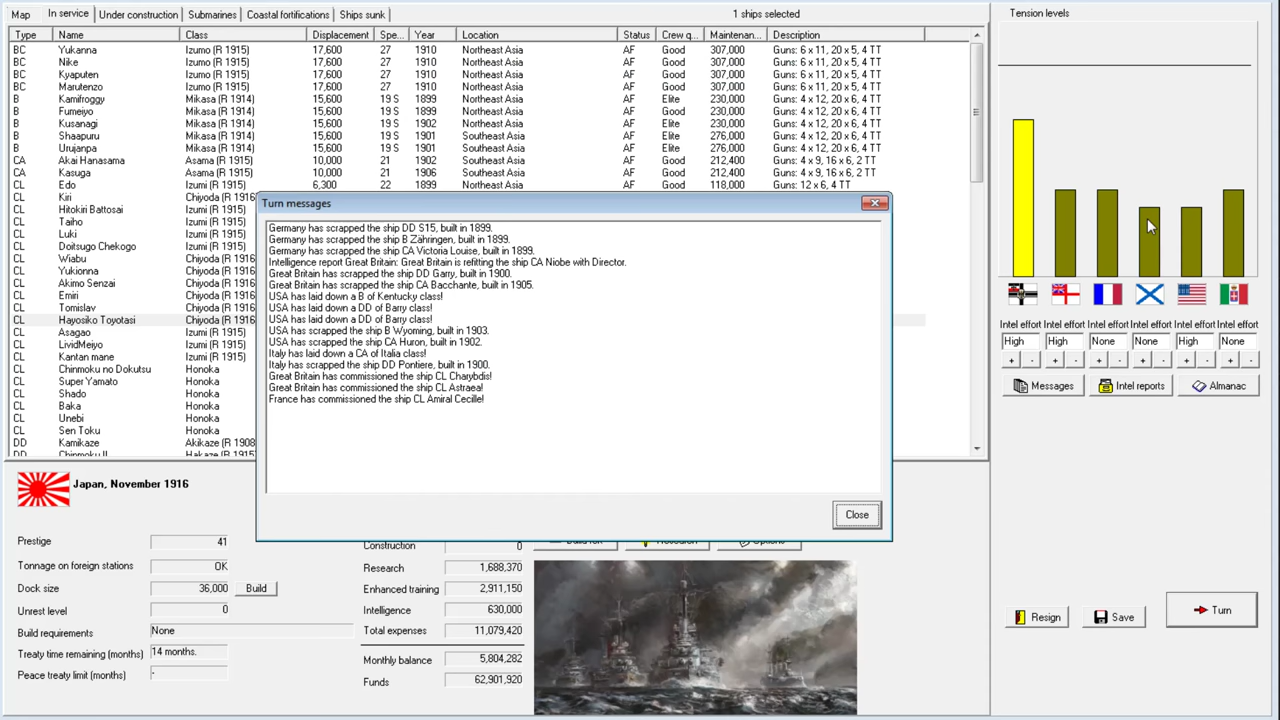 Map In service Under construction Submarines Coastal fortifications Ships sunk 1 ships selected
Type Name Class Displacement Spe... Year Location Status Crew q... Maintenan... Description
BC Yukanna Izumo (R 1915) 17,600 27 1910 Northeast Asia AF Good 307,000 Guns: 6 x 11, 20 x 5, 4 TT
BC Nike Izumo (R 1915) 17,600 27 1910 Northeast Asia AF Good 307,000 Guns: 6 x 11, 20 x 5, 4 TT
BC Kyaputen Izumo (R 1915) 17,600 27 1910 Northeast Asia AF Good 307,000 Guns: 6 x 11, 20 x 5, 4 TT
BC Marutenzo Izumo (R 1915) 17,600 27 1910 Northeast Asia AF Good 307,000 Guns: 6 x 11, 20 x 5, 4 TT
B Kamifroggy Mikasa (R 1914) 15,600 19 S 1899 Northeast Asia AF Elite 230,000 Guns: 4 x 12, 20 x 6, 2 TT
B Fumeiyo Mikasa (R 1914) 15,600 19 S 1899 Northeast Asia AF Good 230,000 Guns: 4 x 12, 20 x 6, 2 TT
B Kusanagi Mikasa (R 1914) 15,600 19 S 1902 Northeast Asia AF Elite 230,000 Guns: 4 x 12, 20 x 6, 2 TT
B Shaapuru Mikasa (R 1914) 15,600 19 S 1901 Southeast Asia AF Elite 276,000 Guns: 4 x 12, 20 x 6, 2 TT
B Urujanpa Mikasa (R 1914) 15,600 19 S 1901 Southeast Asia AF Elite 276,000 Guns: 4 x 12, 20 x 6, 2 TT
CA Akai Hanasama Asama (R 1915) 10,000 21 1902 Southeast Asia AF Good 212,400 Guns: 4 x 9, 16 x 6, 2 TT
CA Kasuga Asama (R 1915) 10,000 21 1906 Southeast Asia AF Good 212,400 Guns: 4 x 9, 16 x 6, 2 TT
CL Edo Izumi (R 1915) 6,300 22 1899 Northeast Asia AF Good 118,000 Guns: 12 x 6, 4 TT
CL Kiri Chiyoda (R 1916
CL Hitokiri Battosai Izumi (R 1915)
CL Taiho Izumi (R 1915)
CL Luki Izumi (R 1915)
CL Doitsugo Chekogo Izumi (R 1915)
CL Wiabu Chiyoda (R 1916
CL Yukionna Chiyoda (R 1916
CL Akimo Senzai Chiyoda (R 1916
CL Emiri Chiyoda (R 1916
CL Tomislav Chiyoda (R 1916
CL Hayosiko Toyotasi Chiyoda (R 1916
CL Asagao Izumi (R 1915)
CL LividMeiyo Izumi (R 1915)
CL Kantan mane Izumi (R 1915)
CL Chinmoku no Dokutsu Honoka
CL Super Yamato Honoka
CL Shado Honoka
CL Baka Honoka
CL Unebi Honoka
CL Sen Toku Honoka
DD Kamikaze Akikaze (R 1908
DD Chinmoku II Hakaze (R 1915
Turn messages
Germany has scrapped the ship DD S15, built in 1899.
Germany has scrapped the ship B Zähringen, built in 1899.
Germany has scrapped the ship CA Victoria Louise, built in 1899.
Intelligence report Great Britain: Great Britain is refitting the ship CA Niobe with Director.
Great Britain has scrapped the ship DD Garry, built in 1900.
Great Britain has scrapped the ship CA Bacchante, built in 1905.
USA has laid down a B of Kentucky class!
USA has laid down a DD of Barry class!
USA has laid down a DD of Barry class!
USA has scrapped the ship B Wyoming, built in 1903.
USA has scrapped the ship CA Huron, built in 1902.
Italy has laid down a CA of Italia class!
Italy has scrapped the ship DD Pontiere, built in 1900.
Great Britain has commissioned the ship CL Charybdis!
Great Britain has commissioned the ship CL Astraea!
France has commissioned the ship CL Amiral Cecille!
Close
Tension levels
Intel effort Intel effort Intel effort Intel effort Intel effort Intel effort
High High None None High None
+ - + - + - + - + - + -
Messages Intel reports Almanac
Japan, November 1916
Prestige 41
Tonnage on foreign stations OK
Dock size 36,000 Build
Unrest level 0
Build requirements None
Treaty time remaining (months) 14 months.
Peace treaty limit (months) -
Construction 0
Research 1,688,370
Enhanced training 2,911,150
Intelligence 630,000
Total expenses 11,079,420
Monthly balance 5,804,282
Funds 62,901,920
Resign Save Turn